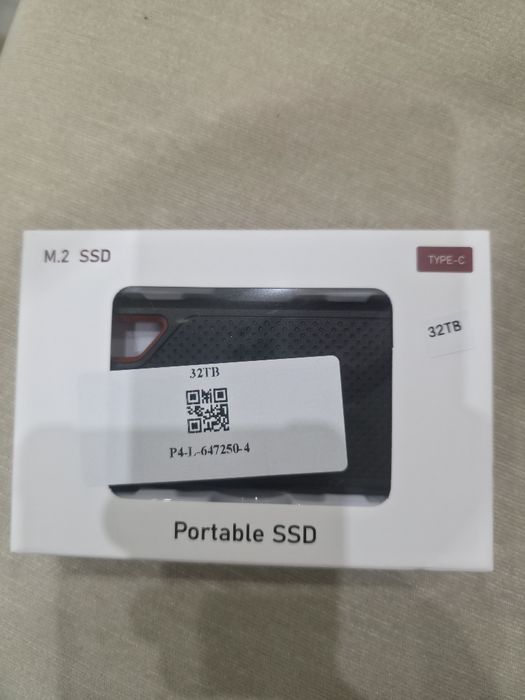 M.2 SSD
TYPE-C
32TB
32TB
P4-L-647250-4
Portable SSD